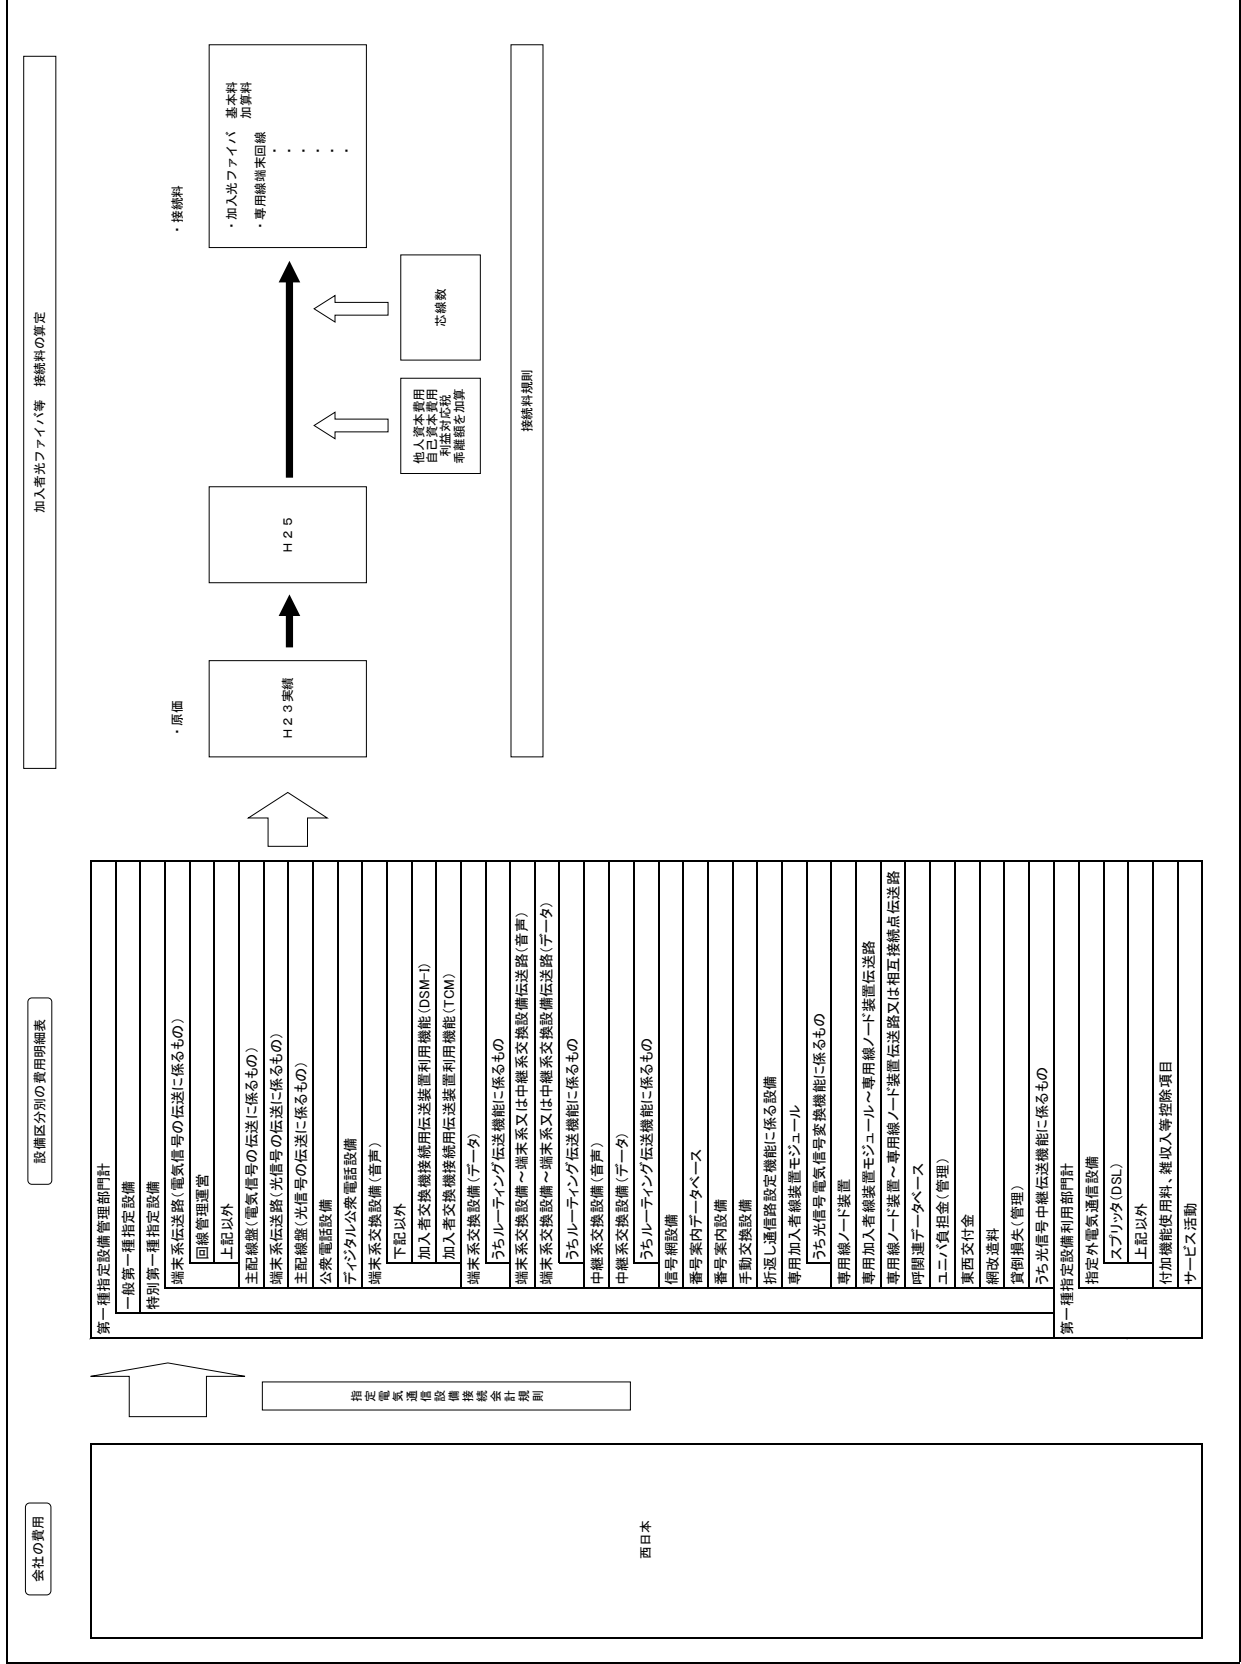 会社の費用
設備区分別の費用明細表
加入者光ファイバ等　接続料の算定
西日本
指定電気通信設備接続会計規則
第一種指定設備管理部門計
一般第一種指定設備
特別第一種指定設備
端末系伝送路（電気信号の伝送に係るもの）
回線管理運営
上記以外
主配線盤（電気信号の伝送に係るもの）
端末系伝送路（光信号の伝送に係るもの）
主配線盤（光信号の伝送に係るもの）
公衆電話設備
ディジタル公衆電話設備
端末系交換設備（音声）
下記以外
加入者交換機接続用伝送装置利用機能（DSM-I）
加入者交換機接続用伝送装置利用機能（TCM）
端末系交換設備（データ）
うちルーティング伝送機能に係るもの
端末系交換設備～端末系又は中継系交換設備伝送路（音声）
端末系交換設備～端末系又は中継系交換設備伝送路（データ）
うちルーティング伝送機能に係るもの
中継系交換設備（音声）
中継系交換設備（データ）
うちルーティング伝送機能に係るもの
信号網設備
番号案内データベース
番号案内設備
手動交換設備
折返し通信路設定機能に係る設備
専用加入者線装置モジュール
うち光信号電気信号変換機能に係るもの
専用線ノード装置
専用加入者線装置モジュール～専用線ノード装置伝送路
専用線ノード装置～専用線ノード装置伝送路又は相互接続点伝送路
呼関連データベース
ユニバ負担金（管理）
東西交付金
網改造料
貸倒損失（管理）
うち光信号中継伝送機能に係るもの
第一種指定設備利用部門計
指定外電気通信設備
スプリッタ（DSL）
上記以外
付加機能使用料、雑収入等控除項目
サービス活動
・原価
Ｈ２３実績
Ｈ２５
・接続料
・加入光ファイバ　基本料
加算料
・専用線端末回線
・
・
・
・
・
・
他人資本費用
自己資本費用
利益対応税
乖離額を加算
芯線数
接続料規則